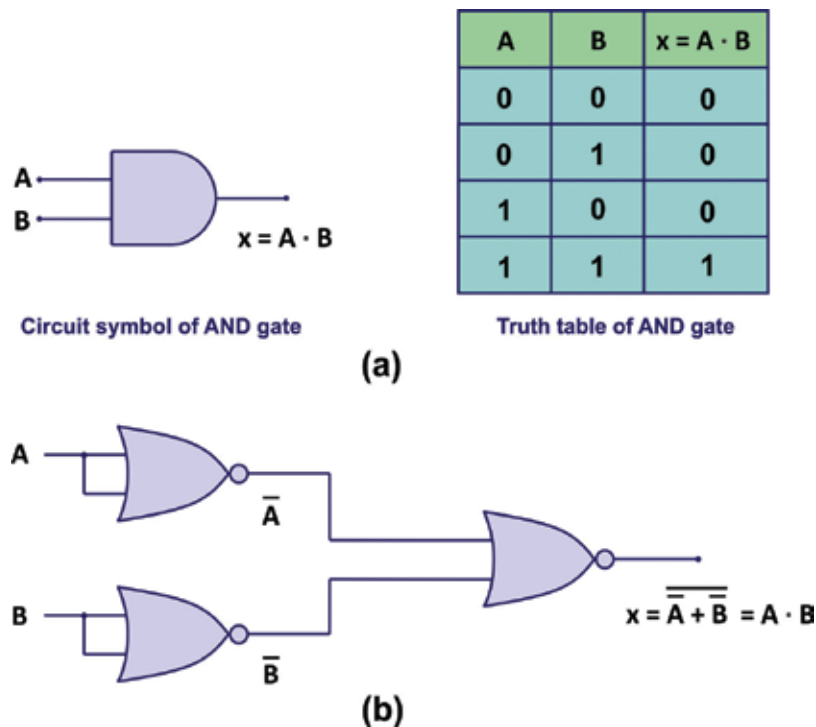 A B x = A · B
0 0 0
0 1 0
1 0 0
1 1 1
A
B
x = A · B
Circuit symbol of AND gate
Truth table of AND gate
(a)
A
A̅
B
B̅
x = \overline{A̅ + B̅} = A · B
(b)